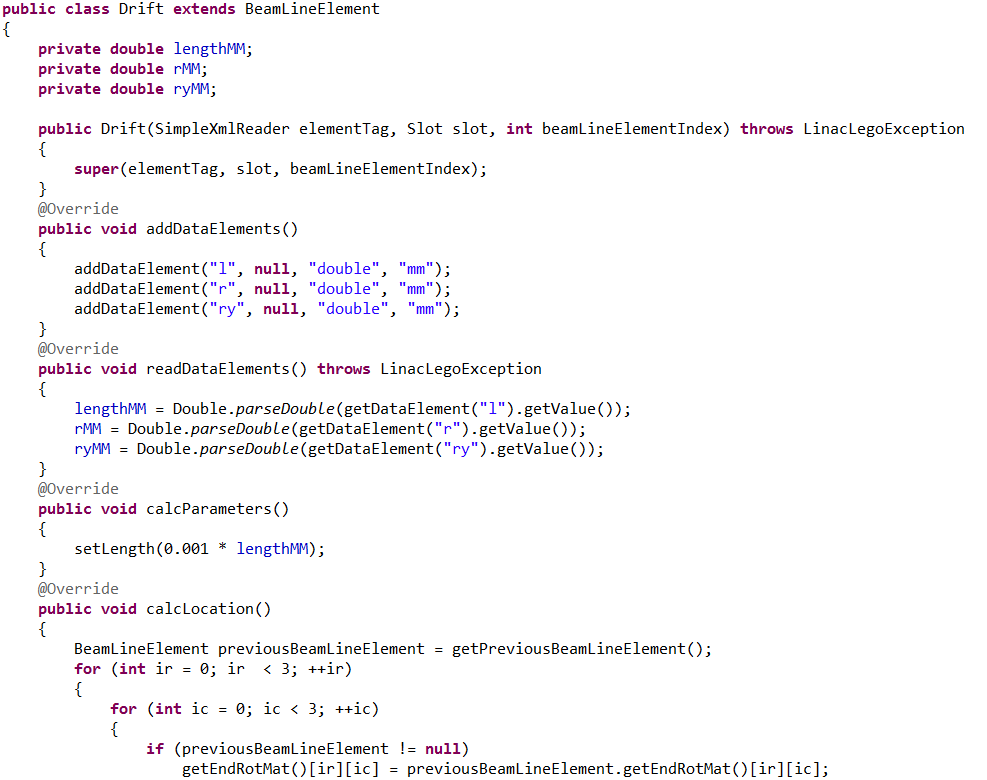 public class Drift extends BeamLineElement
{
    private double lengthMM;
    private double rMM;
    private double ryMM;

    public Drift(SimpleXmlReader elementTag, Slot slot, int beamLineElementIndex) throws LinacLegoException
    {
        super(elementTag, slot, beamLineElementIndex);
    }
    @Override
    public void addDataElements()
    {
        addDataElement("l", null, "double", "mm");
        addDataElement("r", null, "double", "mm");
        addDataElement("ry", null, "double", "mm");
    }
    @Override
    public void readDataElements() throws LinacLegoException
    {
        lengthMM = Double.parseDouble(getDataElement("l").getValue());
        rMM = Double.parseDouble(getDataElement("r").getValue());
        ryMM = Double.parseDouble(getDataElement("ry").getValue());
    }
    @Override
    public void calcParameters()
    {
        setLength(0.001 * lengthMM);
    }
    @Override
    public void calcLocation()
    {
        BeamLineElement previousBeamLineElement = getPreviousBeamLineElement();
        for (int ir = 0; ir  < 3; ++ir)
        {
            for (int ic = 0; ic < 3; ++ic)
            {
                if (previousBeamLineElement != null)
                    getEndRotMat()[ir][ic] = previousBeamLineElement.getEndRotMat()[ir][ic];